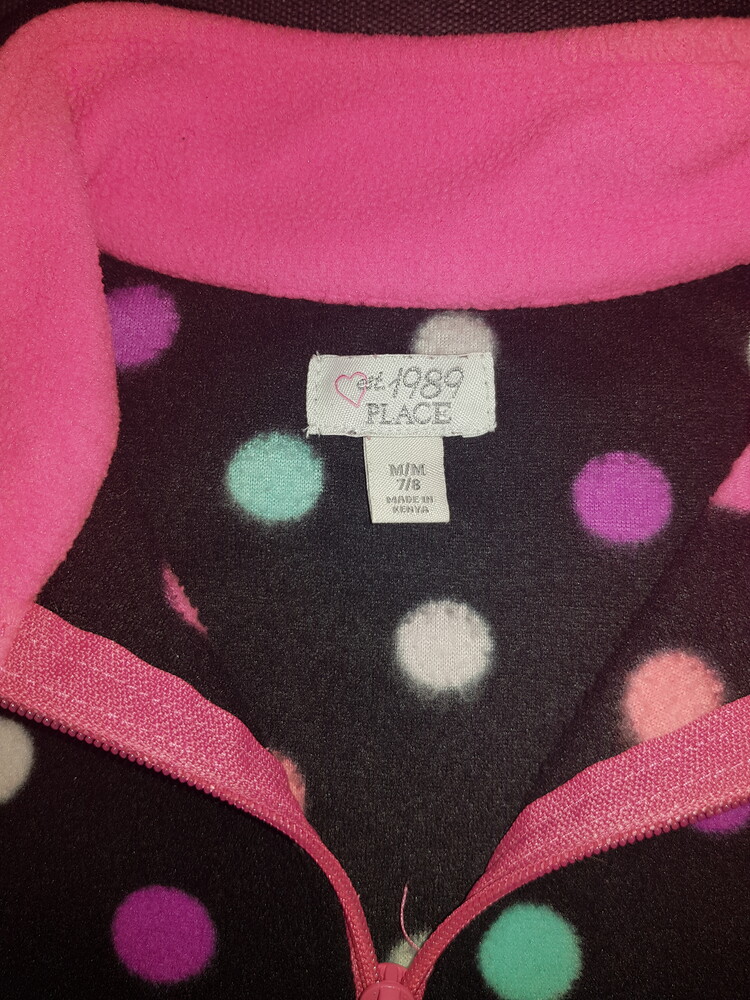 est. 1989
PLACE
M/M
7/8
MADE IN
KENYA